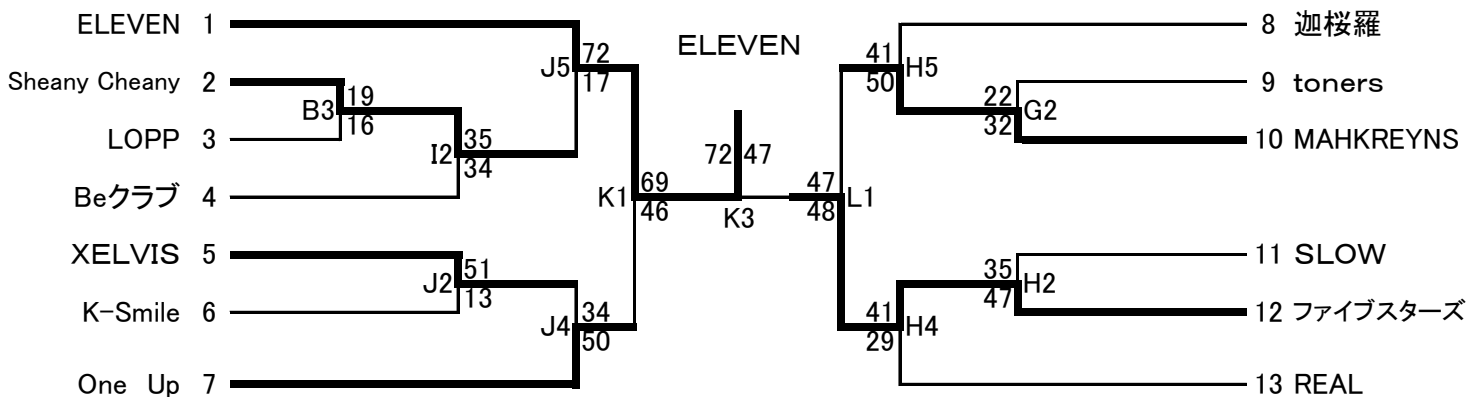 ELEVEN 1
Sheany Cheany 2
LOPP 3
Beクラブ 4
XELVIS 5
K-Smile 6
One Up 7
B3
19
16
I2
35
34
J5
72
17
J2
51
13
J4
34
50
K1
69
46
ELEVEN
72 47
K3
47
48
L1
41
50
H5
22
32
G2
35
47
H2
41
29
H4
8 迦桜羅
9 toners
10 MAHKREYNS
11 SLOW
12 ファイブスターズ
13 REAL